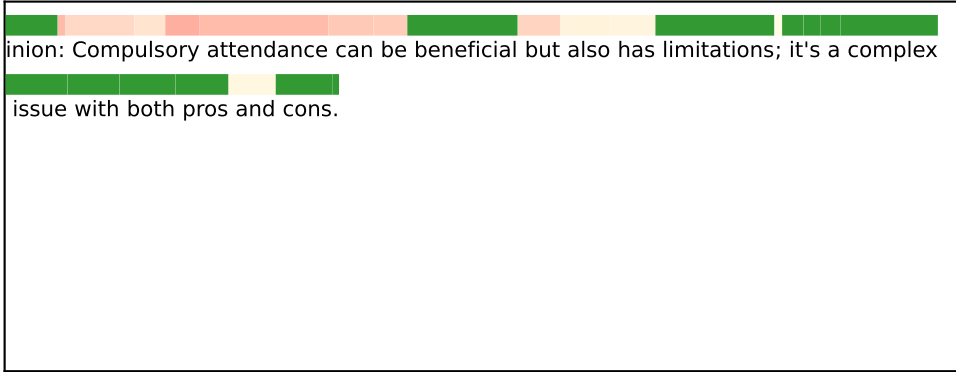 inion: Compulsory attendance can be beneficial but also has limitations; it's a complex
issue with both pros and cons.